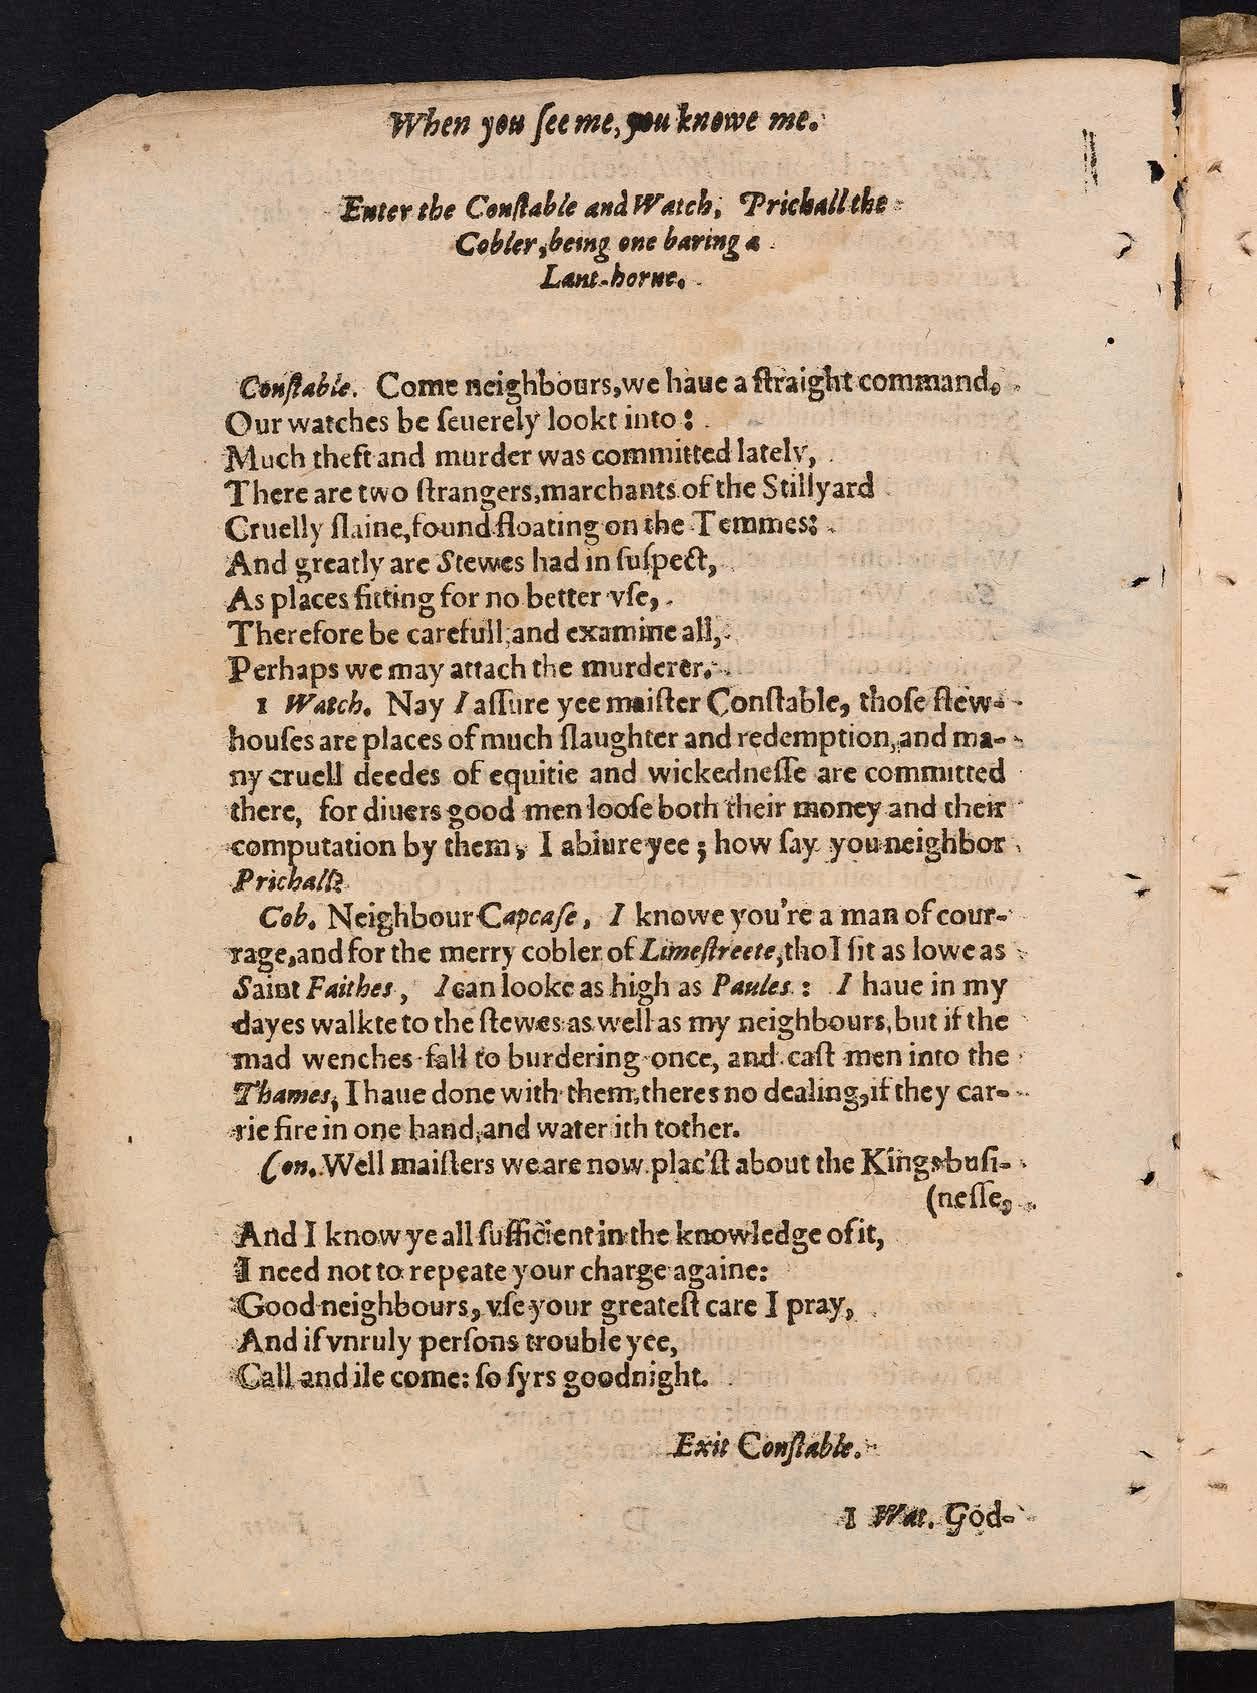 When you ſee me, you knowe me.
Enter the Conſtable and Watch, Prichall the
Cobler, being one baring a
Lant-horne.
Conſtable. Come neighbours, we haue a ſtraight command,
Our watches be ſeuerely lookt into:
Much theft and murder was committed lately,
There are two ſtrangers, marchants of the Stillyard
Cruelly ſlaine, found floating on the Temmes:
And greatly are Stewes had in ſuſpect,
As places fitting for no better vſe,
Therefore be carefull, and examine all,
Perhaps we may attach the murderer.
1 Watch. Nay I aſſure yee maiſter Conſtable, thoſe ſtew-
houſes are places of much ſlaughter and redemption, and ma-
ny cruell deedes of equitie and wickedneſſe are committed
there, for diuers good men looſe both their money and their
computation by them, I abiure yee; how ſay you neighbor
Prichall?
Cob. Neighbour Capcaſe, I knowe you're a man of cour-
rage, and for the merry cobler of Limeſtreete, tho I ſit as lowe as
Saint Faithes, I can looke as high as Paules: I haue in my
dayes walkte to the ſtewes as well as my neighbours, but if the
mad wenches fall to burdering once, and caſt men into the
Thames, I haue done with them, theres no dealing, if they car-
rie fire in one hand, and water ith tother.
Con. Well maiſters we are now plac'ſt about the Kings buſi-
(neſſe,
And I know ye all ſufficient in the knowledge of it,
I need not to repeate your charge againe:
Good neighbours, vſe your greateſt care I pray,
And if vnruly perſons trouble yee,
Call and ile come: ſo ſyrs goodnight.
Exit Conſtable.
1 Wat. God-